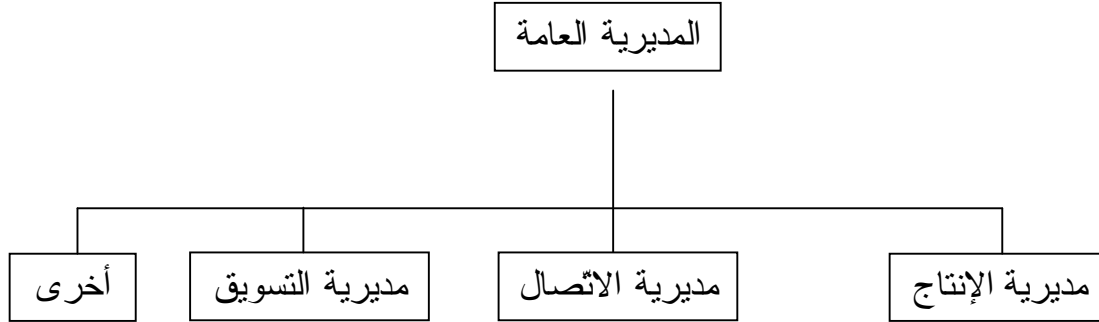 المديرية العامة
مديرية الإنتاج
مديرية الاتّصال
مديرية التسويق
أخرى